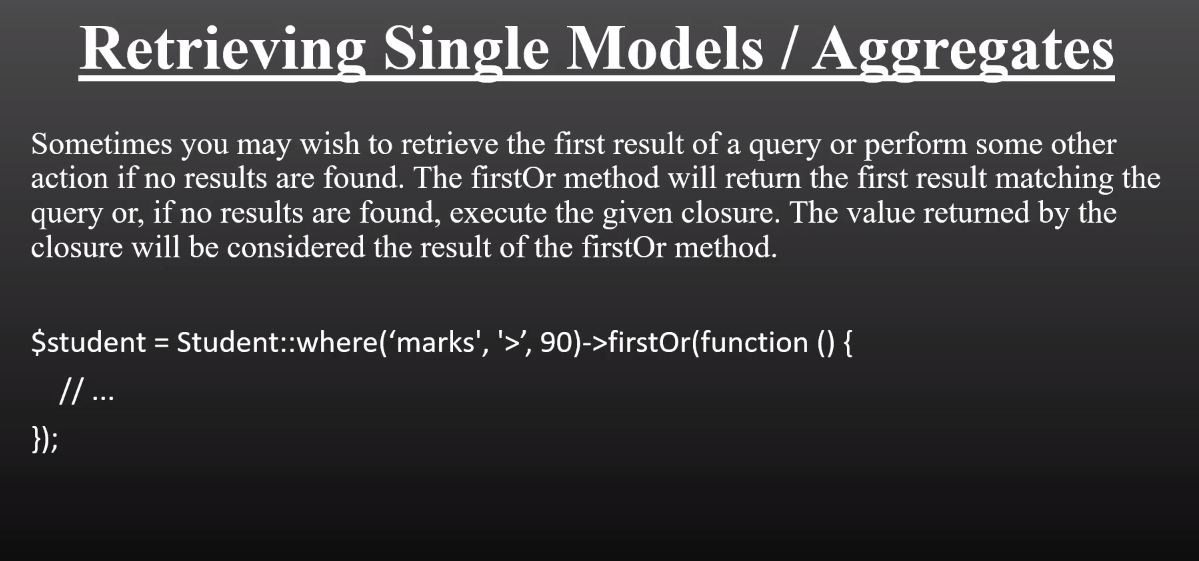 Retrieving Single Models / Aggregates
Sometimes you may wish to retrieve the first result of a query or perform some other
action if no results are found. The firstOr method will return the first result matching the
query or, if no results are found, execute the given closure. The value returned by the
closure will be considered the result of the firstOr method.
$student = Student::where(‘marks', '>’, 90)->firstOr(function () {
// ...
});